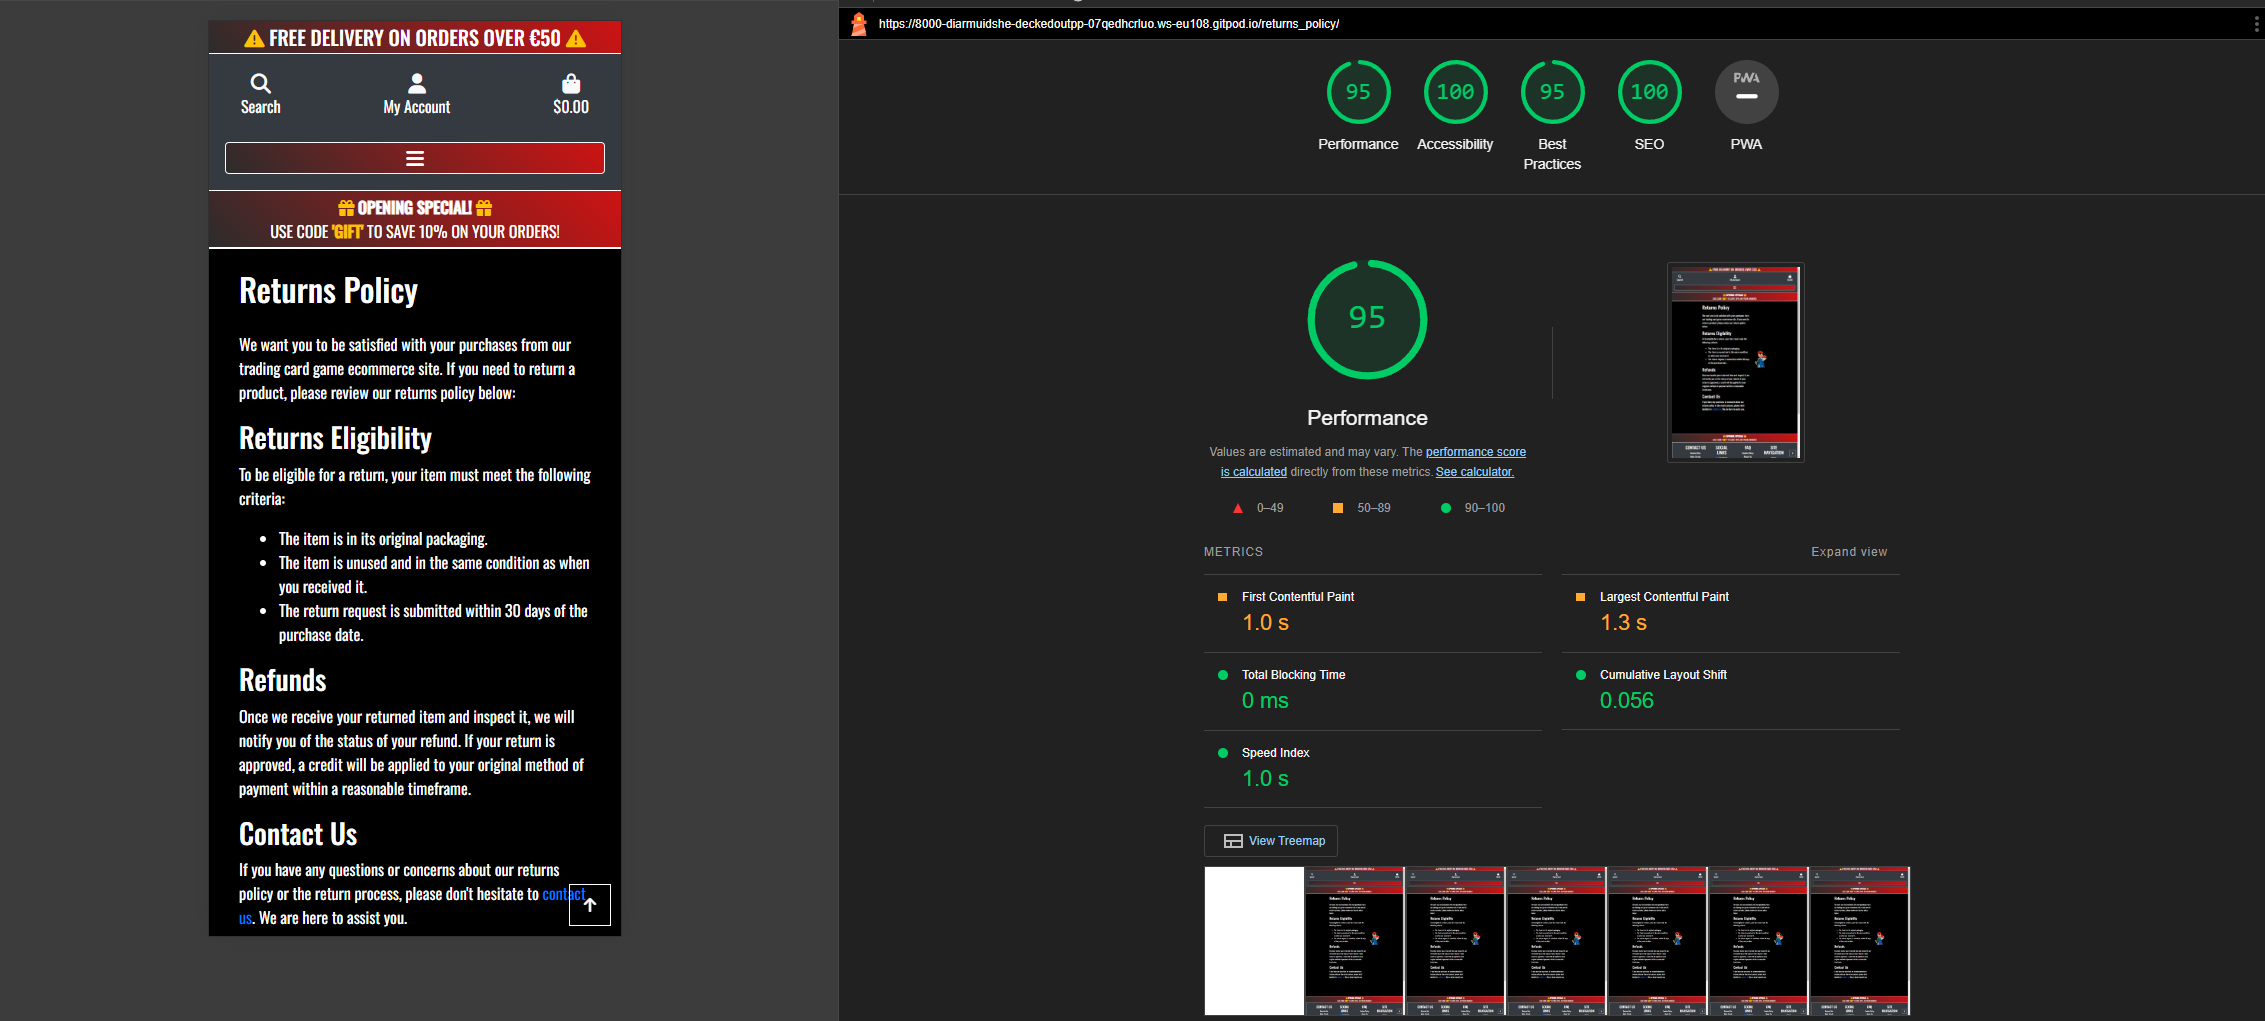 FREE DELIVERY ON ORDERS OVER €50
Search
My Account
$0.00
OPENING SPECIAL!
USE CODE 'GIFT' TO SAVE 10% ON YOUR ORDERS!
Returns Policy
We want you to be satisfied with your purchases from our
trading card game ecommerce site. If you need to return a
product, please review our returns policy below:
Returns Eligibility
To be eligible for a return, your item must meet the following
criteria:
• The item is in its original packaging.
• The item is unused and in the same condition as when
you received it.
• The return request is submitted within 30 days of the
purchase date.
Refunds
Once we receive your returned item and inspect it, we will
notify you of the status of your refund. If your return is
approved, a credit will be applied to your original method of
payment within a reasonable timeframe.
Contact Us
If you have any questions or concerns about our returns
policy or the return process, please don't hesitate to contact
us. We are here to assist you.
https://8000-diarmuidshe-deckedoutpp-07qedhcrluo.ws-eu108.gitpod.io/returns_policy/
95
Performance
100
Accessibility
95
Best
Practices
100
SEO
PWA
PWA
95
Performance
Values are estimated and may vary. The performance score
is calculated directly from these metrics. See calculator.
0–49
50–89
90–100
METRICS
Expand view
First Contentful Paint
1.0 s
Largest Contentful Paint
1.3 s
Total Blocking Time
0 ms
Cumulative Layout Shift
0.056
Speed Index
1.0 s
View Treemap